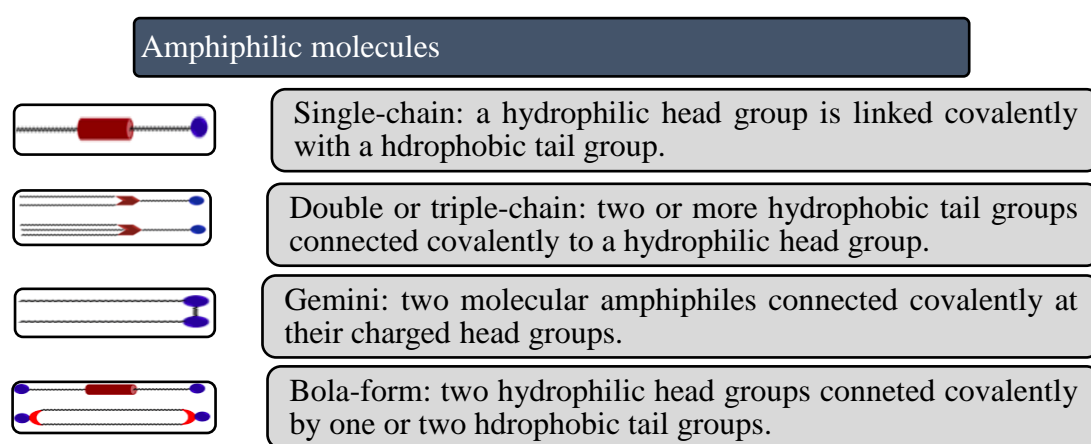 Amphiphilic molecules
Single-chain: a hydrophilic head group is linked covalently
with a hdrophobic tail group.
Double or triple-chain: two or more hydrophobic tail groups
connected covalently to a hydrophilic head group.
Gemini: two molecular amphiphiles connected covalently at
their charged head groups.
Bola-form: two hydrophilic head groups conneted covalently
by one or two hdrophobic tail groups.